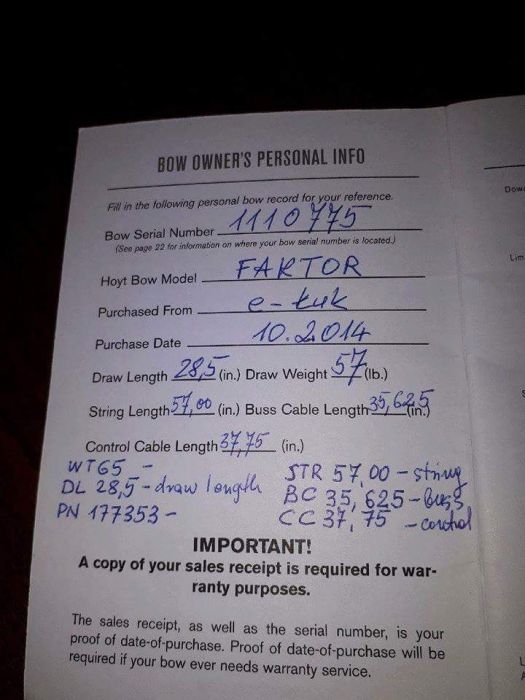 BOW OWNER'S PERSONAL INFO
Fill in the following personal bow record for your reference.
Bow Serial Number 1110775
(See page 22 for information on where your bow serial number is located.)
Hoyt Bow Model FAKTOR
Purchased From e-łuk
Purchase Date 10.2014
Draw Length 28,5 (in.) Draw Weight 57 (lb.)
String Length 57,00 (in.) Buss Cable Length 35,625 (in.)
Control Cable Length 37,75 (in.)
WT65 -
DL 28,5 - draw length
PN 177353 -
STR 57,00 - string
BC 35,625 - buss
CC 37,75 - control
IMPORTANT!
A copy of your sales receipt is required for war-
ranty purposes.
The sales receipt, as well as the serial number, is your
proof of date-of-purchase. Proof of date-of-purchase will be
required if your bow ever needs warranty service.
Lim